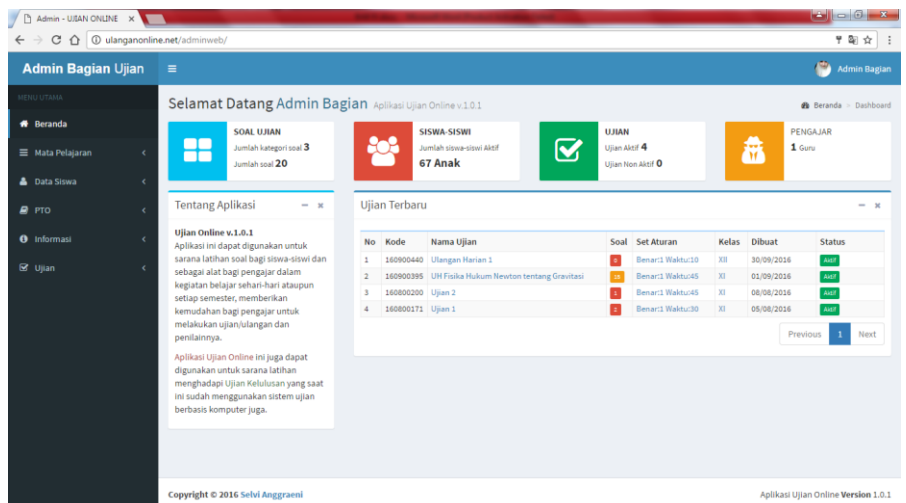 Admin - UJIAN ONLINE
ulanganonline.net/adminweb/
Admin Bagian Ujian
Admin Bagian
MENU UTAMA
Beranda
Mata Pelajaran
Data Siswa
PTO
Informasi
Ujian
Selamat Datang Admin Bagian Aplikasi Ujian Online v.1.0.1
Beranda > Dashboard
SOAL UJIAN
Jumlah kategori soal 3
Jumlah soal 20
SISWA-SISWI
Jumlah siswa-siswi Aktif
67 Anak
UJIAN
Ujian Aktif 4
Ujian Non Aktif 0
PENGAJAR
1 Guru
Tentang Aplikasi
Ujian Online v.1.0.1
Aplikasi ini dapat digunakan untuk
sarana latihan soal bagi siswa-siswi dan
sebagai alat bagi pengajar dalam
kegiatan belajar sehari-hari ataupun
setiap semester, memberikan
kemudahan bagi pengajar untuk
melakukan ujian/ulangan dan
penilainnya.
Aplikasi Ujian Online ini juga dapat
digunakan untuk sarana latihan
menghadapi Ujian Kelulusan yang saat
ini sudah menggunakan sistem ujian
berbasis komputer juga.
Ujian Terbaru
No Kode Nama Ujian Soal Set Aturan Kelas Dibuat Status
1 160900440 Ulangan Harian 1 Benar:1 Waktu:10 XII 30/09/2016 Aktif
2 160900395 UH Fisika Hukum Newton tentang Gravitasi Benar:1 Waktu:45 XI 01/09/2016 Aktif
3 160800200 Ujian 2 Benar:1 Waktu:45 XI 08/08/2016 Aktif
4 160800171 Ujian 1 Benar:1 Waktu:30 XI 05/08/2016 Aktif
Previous 1 Next
Copyright © 2016 Selvi Anggraeni
Aplikasi Ujian Online Version 1.0.1